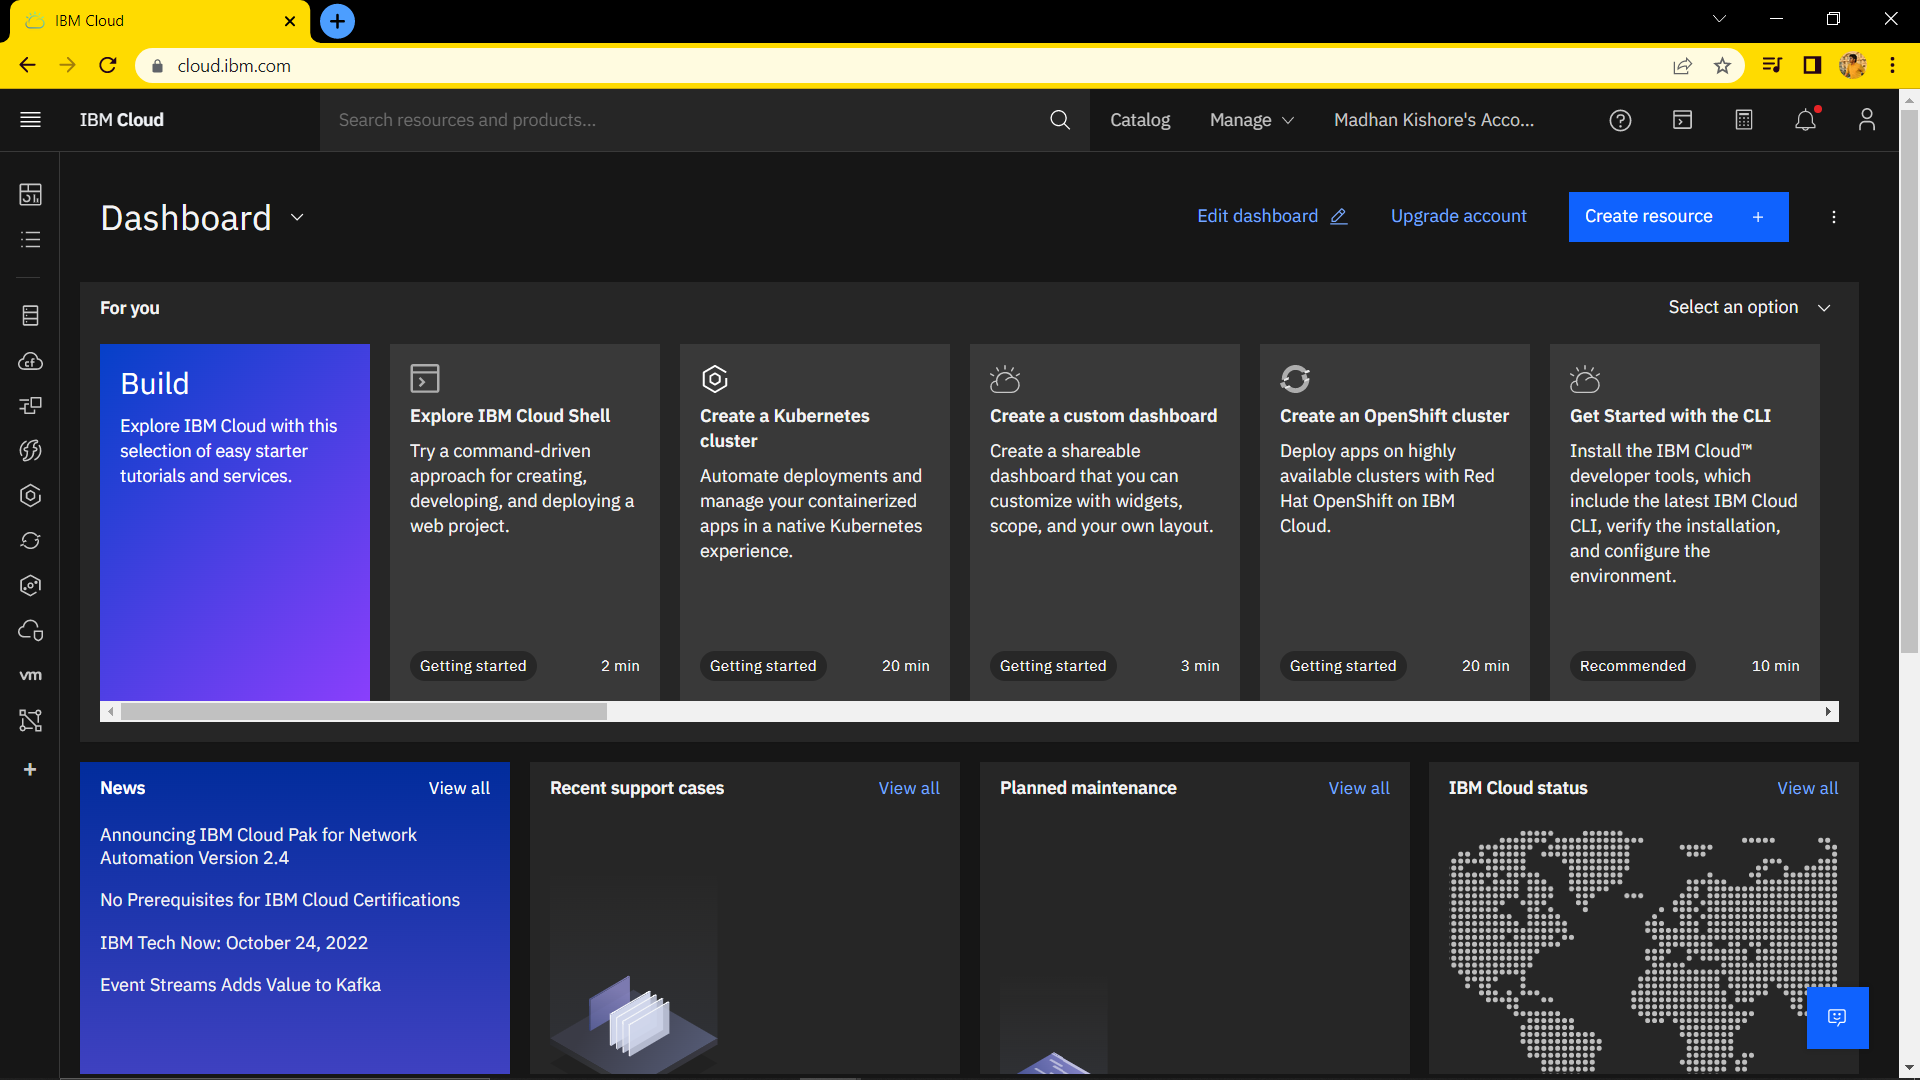 IBM Cloud
cloud.ibm.com
IBM Cloud
Search resources and products...
Catalog
Manage
Madhan Kishore's Acco...
Dashboard
Edit dashboard
Upgrade account
Create resource +
For you
Select an option
Build
Explore IBM Cloud with this
selection of easy starter
tutorials and services.
Explore IBM Cloud Shell
Try a command-driven
approach for creating,
developing, and deploying a
web project.
Getting started 2 min
Create a Kubernetes
cluster
Automate deployments and
manage your containerized
apps in a native Kubernetes
experience.
Getting started 20 min
Create a custom dashboard
Create a shareable
dashboard that you can
customize with widgets,
scope, and your own layout.
Getting started 3 min
Create an OpenShift cluster
Deploy apps on highly
available clusters with Red
Hat OpenShift on IBM
Cloud.
Getting started 20 min
Get Started with the CLI
Install the IBM Cloud™
developer tools, which
include the latest IBM Cloud
CLI, verify the installation,
and configure the
environment.
Recommended 10 min
cf
vm
News View all
Announcing IBM Cloud Pak for Network
Automation Version 2.4
No Prerequisites for IBM Cloud Certifications
IBM Tech Now: October 24, 2022
Event Streams Adds Value to Kafka
Recent support cases View all
Planned maintenance View all
IBM Cloud status View all